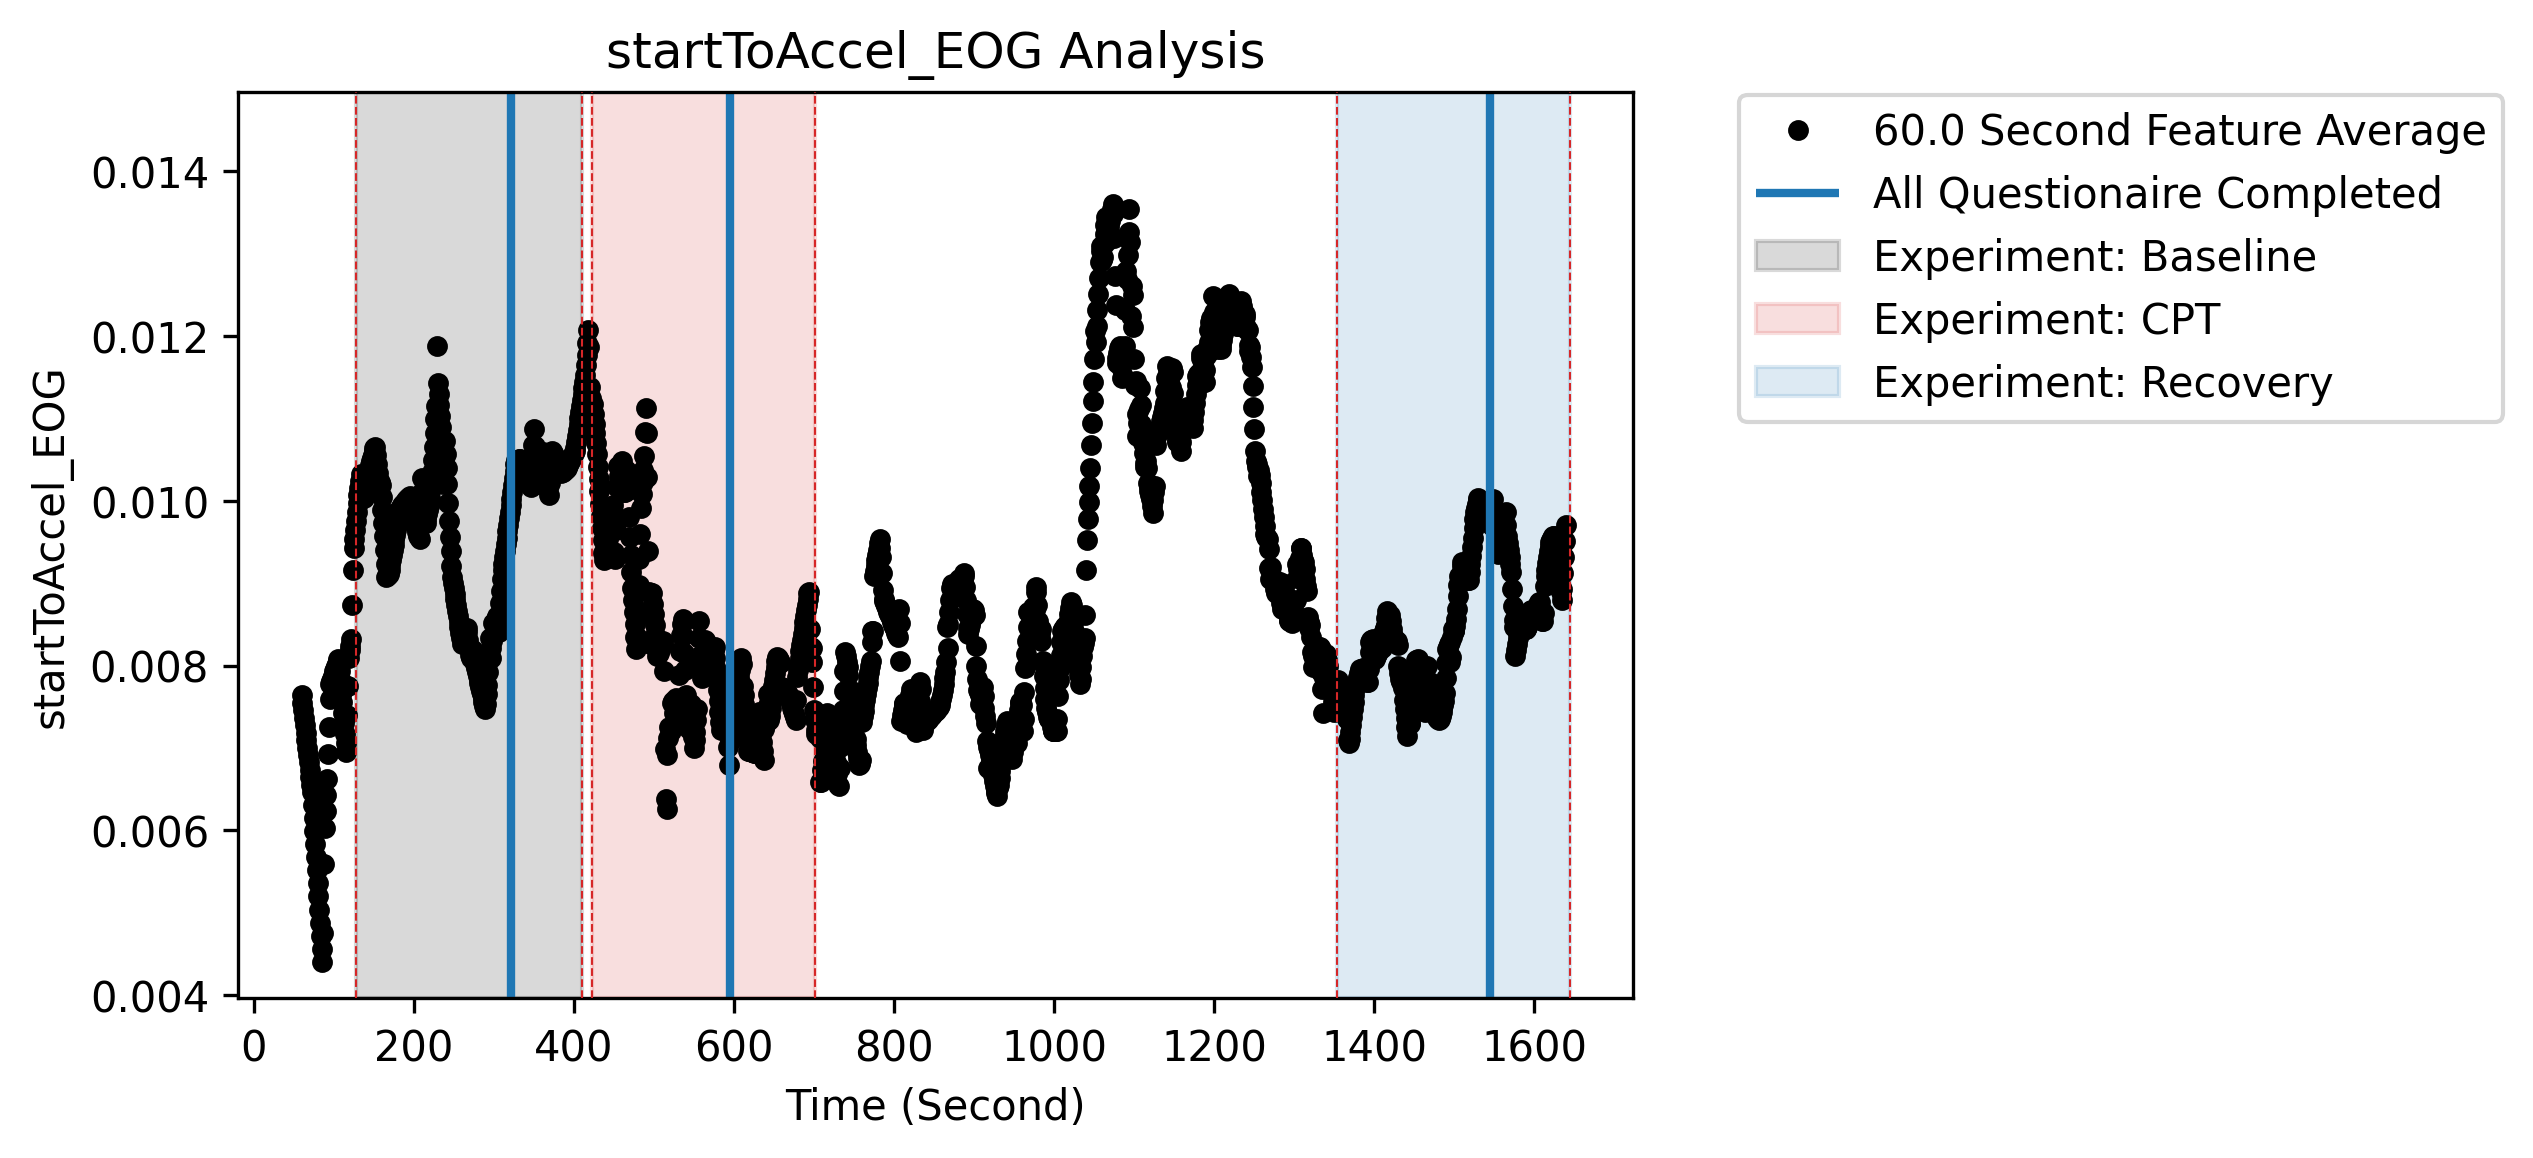 startToAccel_EOG Analysis
0.014
0.012
0.010
0.008
0.006
0.004
startToAccel_EOG
0 200 400 600 800 1000 1200 1400 1600
Time (Second)
60.0 Second Feature Average
All Questionaire Completed
Experiment: Baseline
Experiment: CPT
Experiment: Recovery